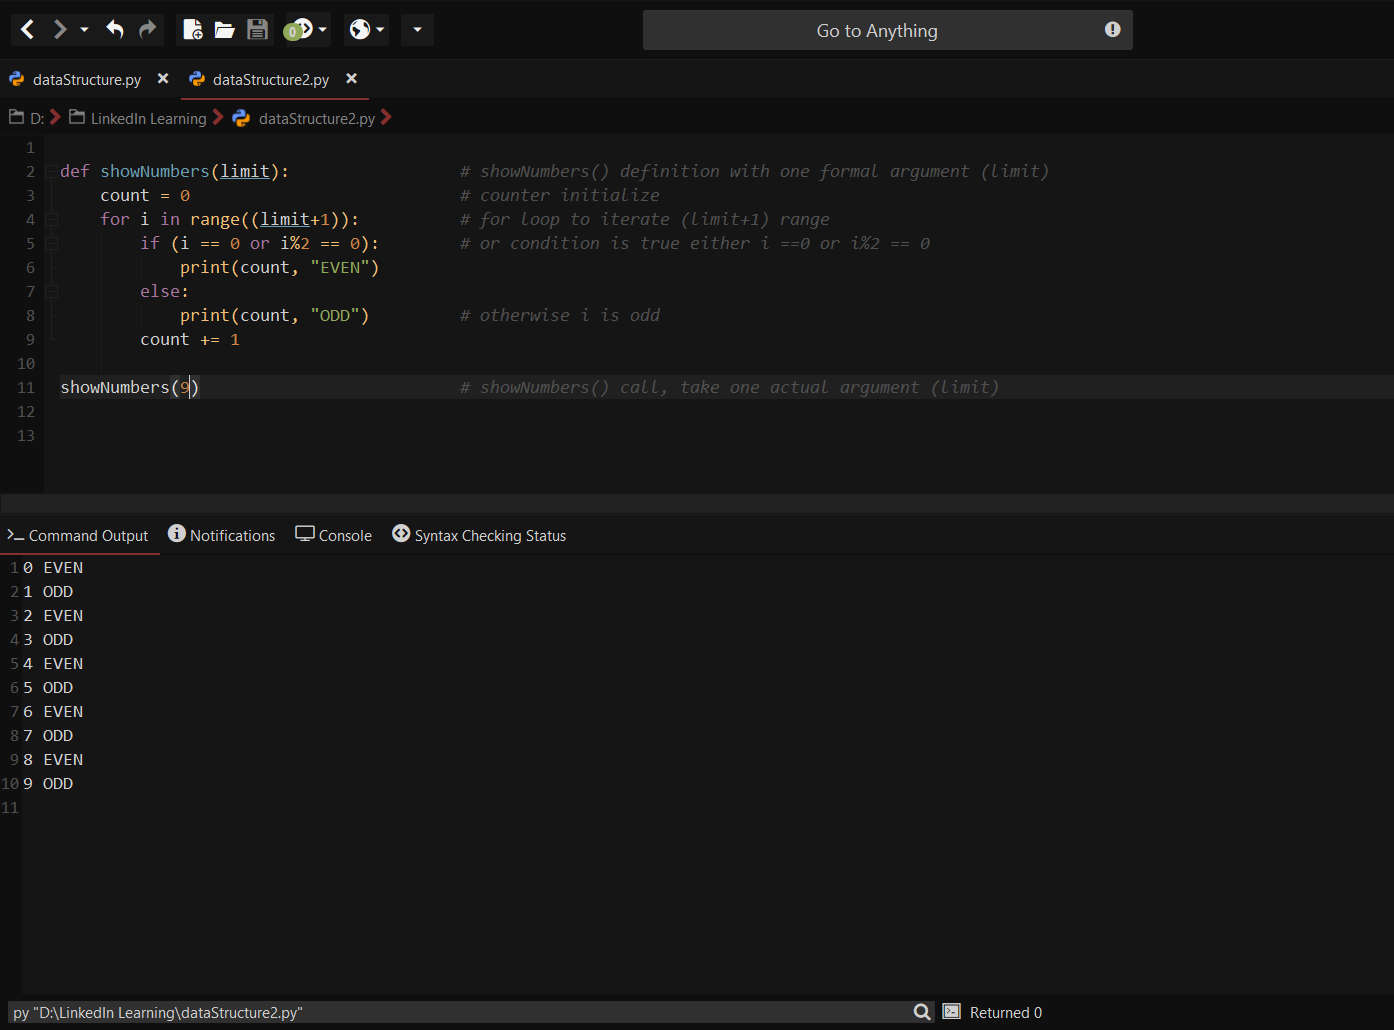 0
Go to Anything
dataStructure.py
dataStructure2.py
D: LinkedIn Learning dataStructure2.py
1
2 def showNumbers(limit): # showNumbers() definition with one formal argument (limit)
3 count = 0 # counter initialize
4 for i in range((limit+1)): # for loop to iterate (limit+1) range
5 if (i == 0 or i%2 == 0): # or condition is true either i ==0 or i%2 == 0
6 print(count, "EVEN")
7 else:
8 print(count, "ODD") # otherwise i is odd
9 count += 1
10
11 showNumbers(9) # showNumbers() call, take one actual argument (limit)
12
13
Command Output Notifications Console Syntax Checking Status
1 0 EVEN
2 1 ODD
3 2 EVEN
4 3 ODD
5 4 EVEN
6 5 ODD
7 6 EVEN
8 7 ODD
9 8 EVEN
10 9 ODD
11
py "D:\LinkedIn Learning\dataStructure2.py" Returned 0